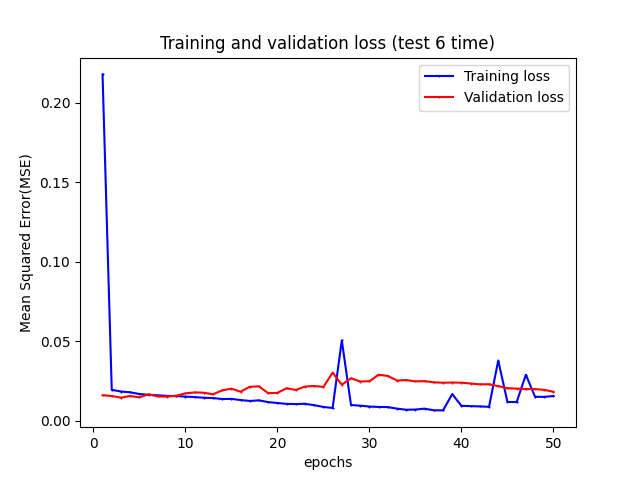 Training and validation loss (test 6 time)
Training loss
Validation loss
Mean Squared Error(MSE)
0.20
0.15
0.10
0.05
0.00
0 10 20 30 40 50
epochs